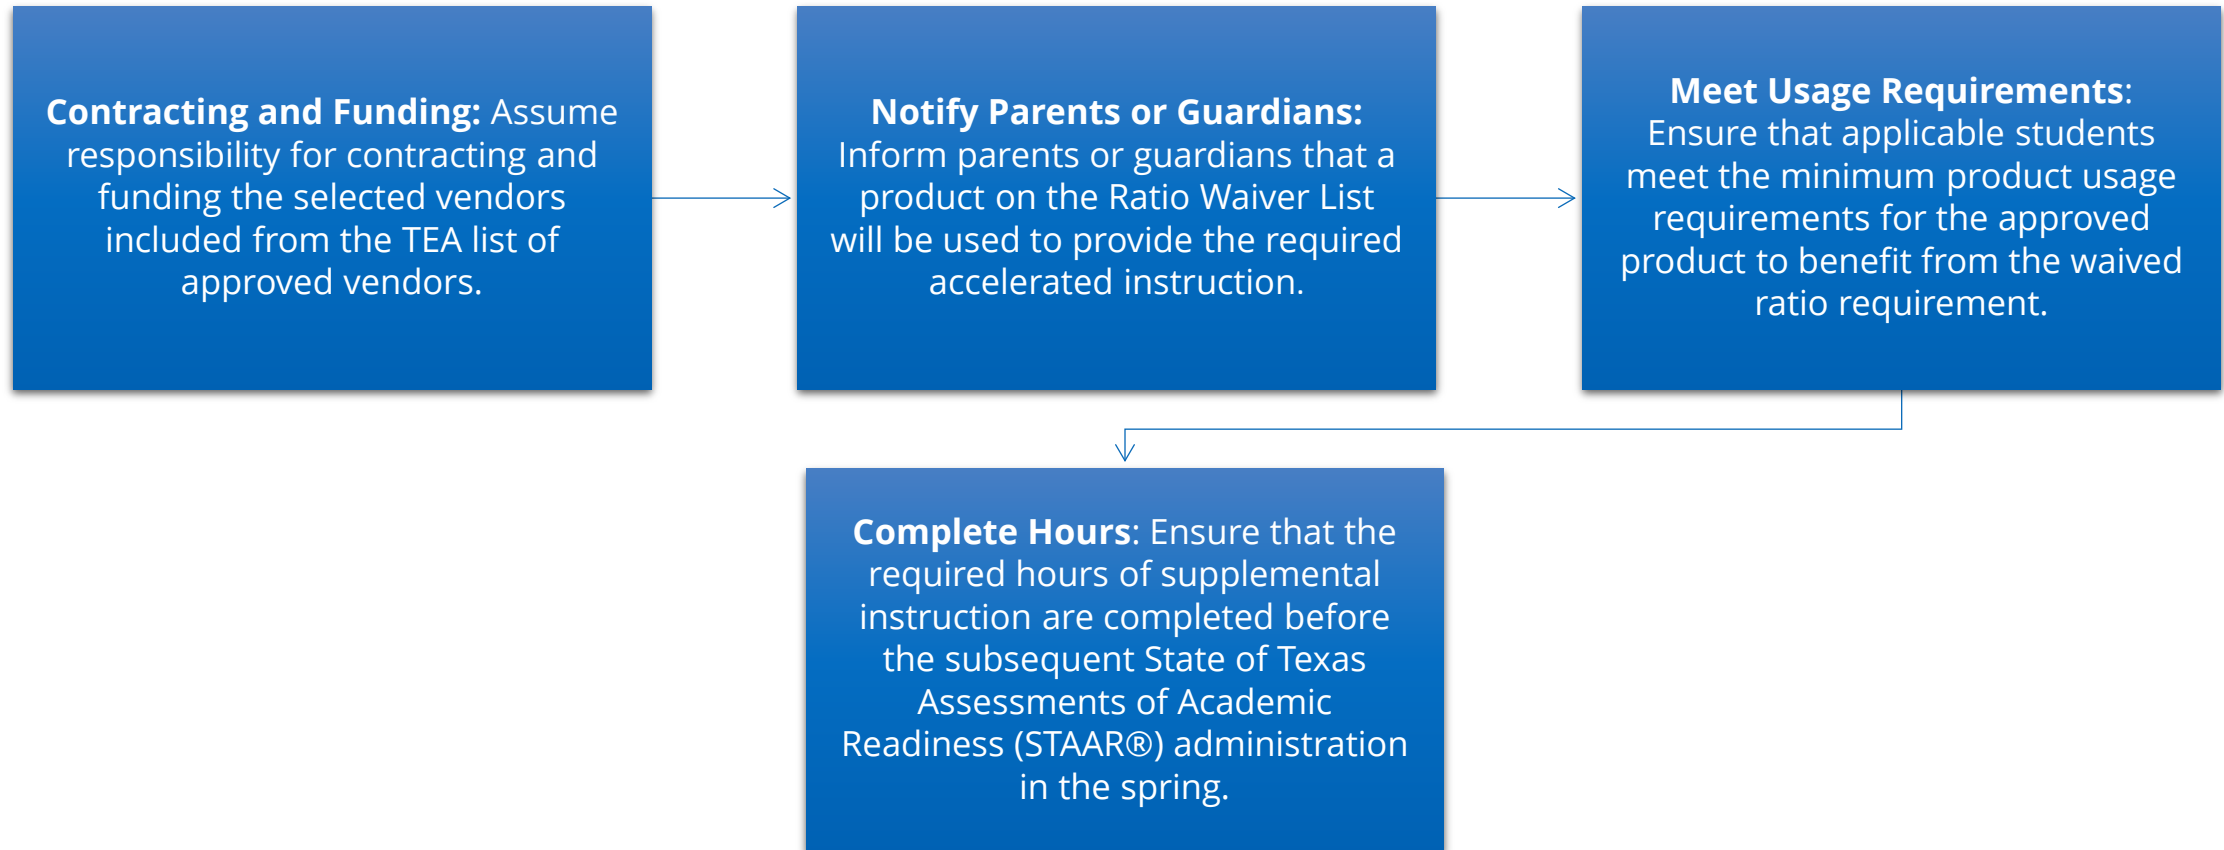 Contracting and Funding: Assume
responsibility for contracting and
funding the selected vendors
included from the TEA list of
approved vendors.
Notify Parents or Guardians:
Inform parents or guardians that a
product on the Ratio Waiver List
will be used to provide the required
accelerated instruction.
Meet Usage Requirements:
Ensure that applicable students
meet the minimum product usage
requirements for the approved
product to benefit from the waived
ratio requirement.
Complete Hours: Ensure that the
required hours of supplemental
instruction are completed before
the subsequent State of Texas
Assessments of Academic
Readiness (STAAR®) administration
in the spring.